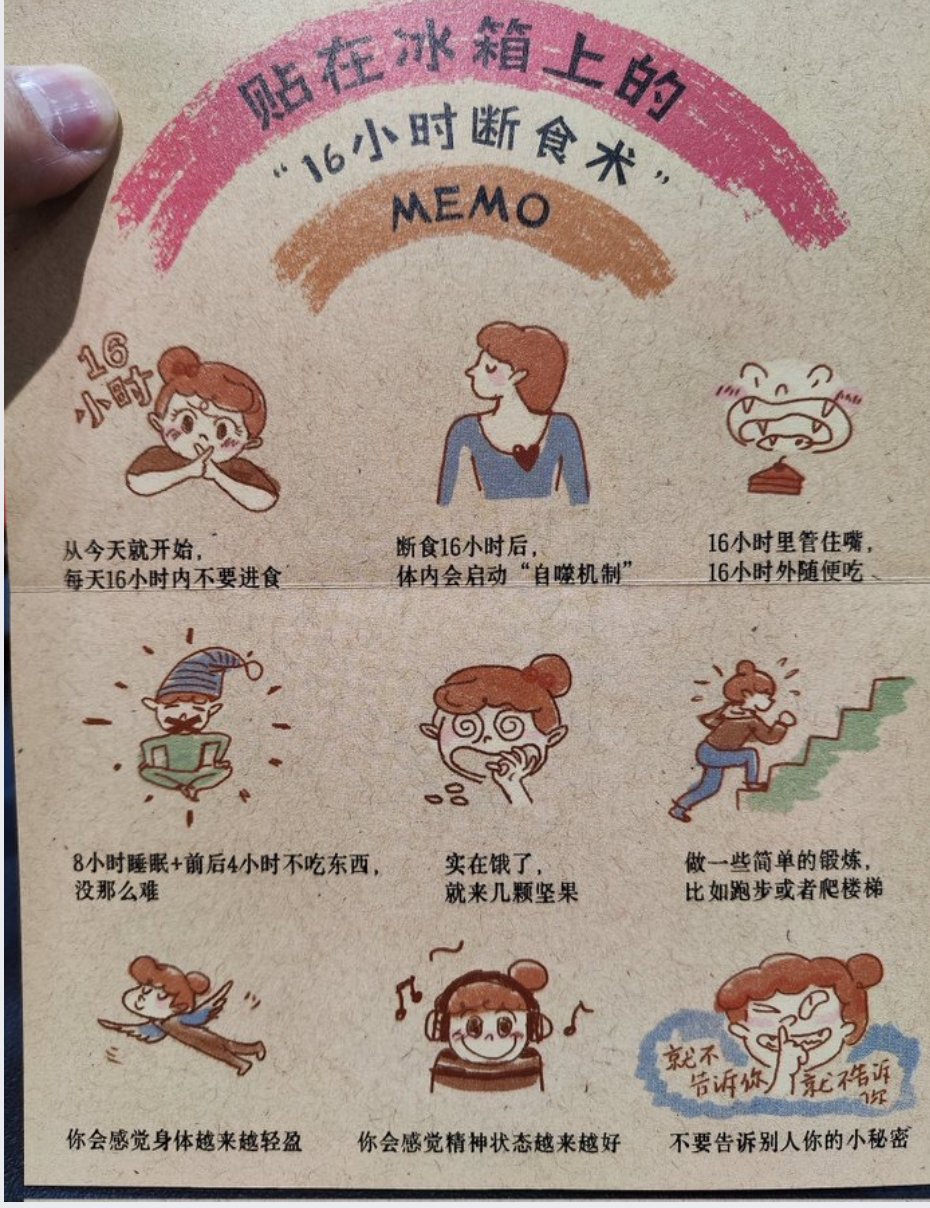 贴在冰箱上的
“16小时断食术”
MEMO
16
小时
从今天就开始，
每天16小时内不要进食
断食16小时后，
体内会启动“自噬机制”
16小时里管住嘴，
16小时外随便吃
8小时睡眠+前后4小时不吃东西，
没那么难
实在饿了，
就来几颗坚果
做一些简单的锻炼，
比如跑步或者爬楼梯
你会感觉身体越来越轻盈
你会感觉精神状态越来越好
就不
告诉你
就不告诉
你
不要告诉别人你的小秘密